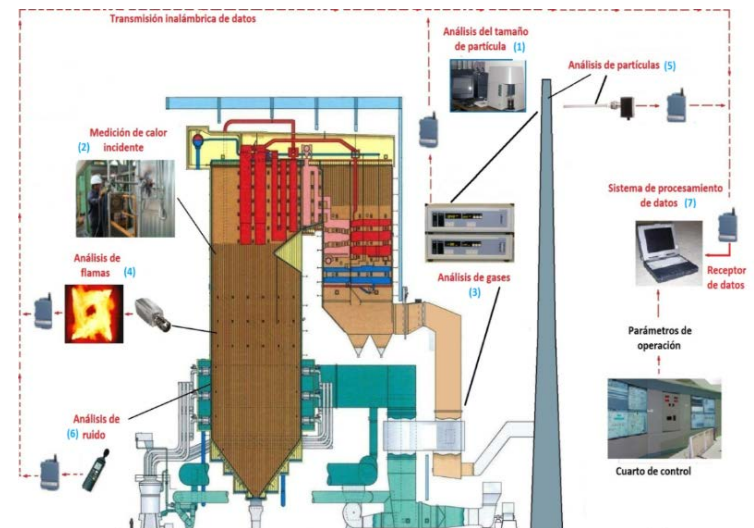 Transmisión inalámbrica de datos
Análisis del tamaño
de partícula (1)
Análisis de partículas (5)
Medición de calor
(2) incidente
Sistema de procesamiento
de datos (7)
Análisis de
flamas (4)
Análisis de gases
(3)
Receptor
de datos
Parámetros de
operación
Análisis de
(6) ruido
Cuarto de control